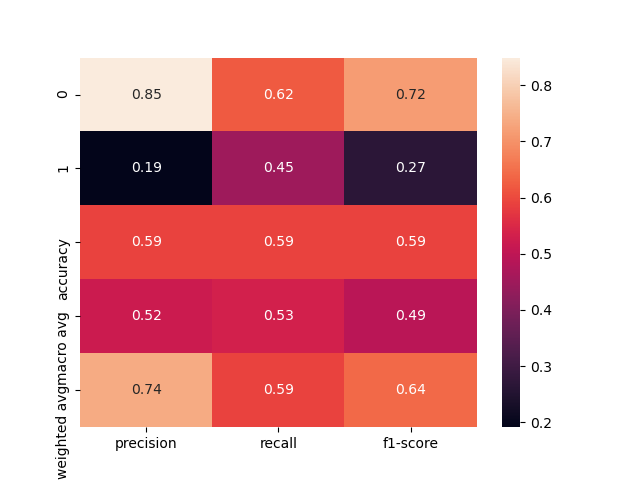 0 0.85 0.62 0.72
1 0.19 0.45 0.27
accuracy 0.59 0.59 0.59
macro avg 0.52 0.53 0.49
weighted avg 0.74 0.59 0.64
precision recall f1-score
0.8
0.7
0.6
0.5
0.4
0.3
0.2